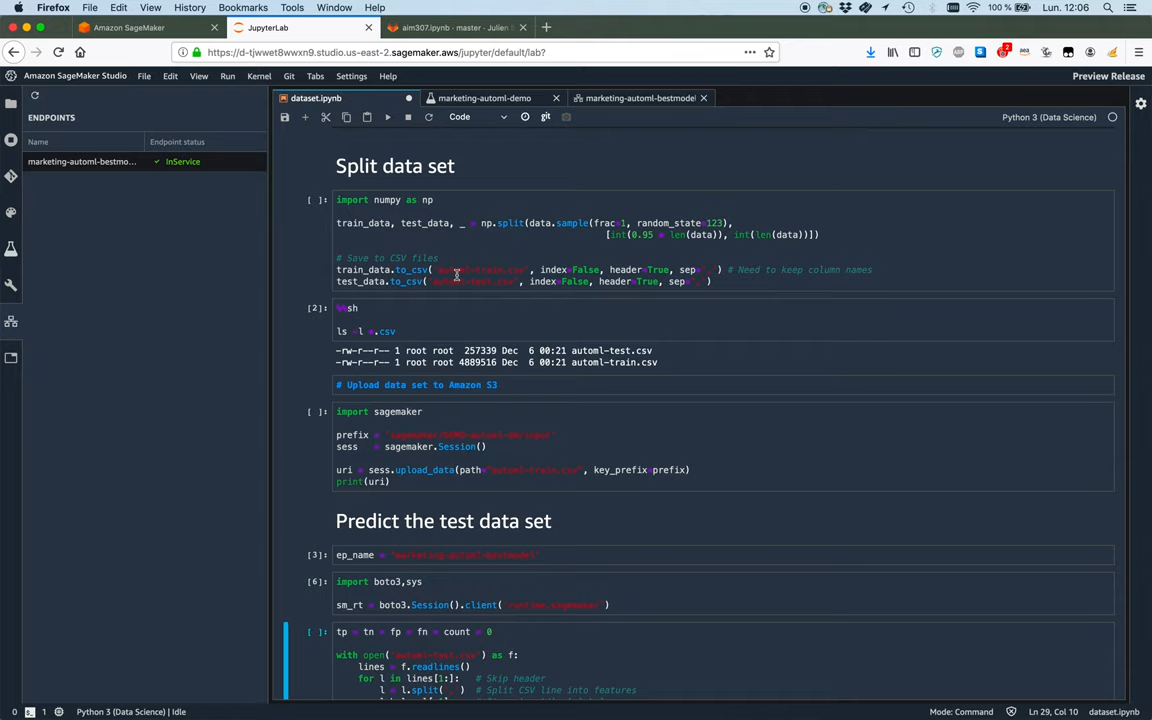 Firefox File Edit View History Bookmarks Tools Window Help 100 % Lun. 12:06
Amazon SageMaker JupyterLab aim307.ipynb - master - Julien S
https://d-tjwwet8wwxn9.studio.us-east-2.sagemaker.aws/jupyter/default/lab?
Amazon SageMaker Studio File Edit View Run Kernel Git Tabs Settings Help Preview Release
dataset.ipynb marketing-automl-demo marketing-automl-bestmodel
Code git Python 3 (Data Science)
ENDPOINTS
Name Endpoint status
marketing-automl-bestmo... InService
Split data set
[ ]: import numpy as np
train_data, test_data, _ = np.split(data.sample(frac=1, random_state=123),
[int(0.95 * len(data)), int(len(data))])
# Save to CSV files
train_data.to_csv('automl-train.csv', index=False, header=True, sep=',') # Need to keep column names
test_data.to_csv('automl-test.csv', index=False, header=True, sep=',')
[2]: %%sh
ls -l *.csv
-rw-r--r-- 1 root root 257339 Dec 6 00:21 automl-test.csv
-rw-r--r-- 1 root root 4889516 Dec 6 00:21 automl-train.csv
# Upload data set to Amazon S3
[ ]: import sagemaker
prefix = 
sess = sagemaker.Session()
uri = sess.upload_data(path="automl-train.csv", key_prefix=prefix)
print(uri)
Predict the test data set
[3]: ep_name = "marketing-automl-bestmodel"
[6]: import boto3,sys
sm_rt = boto3.Session().client('runtime.sagemaker')
[ ]: tp = tn = fp = fn = count = 0
with open('automl-test.csv') as f:
lines = f.readlines()
for l in lines[1:]: # Skip header
l = l.split(',') # Split CSV line into features
0 1 Python 3 (Data Science) | Idle Mode: Command Ln 29, Col 10 dataset.ipynb